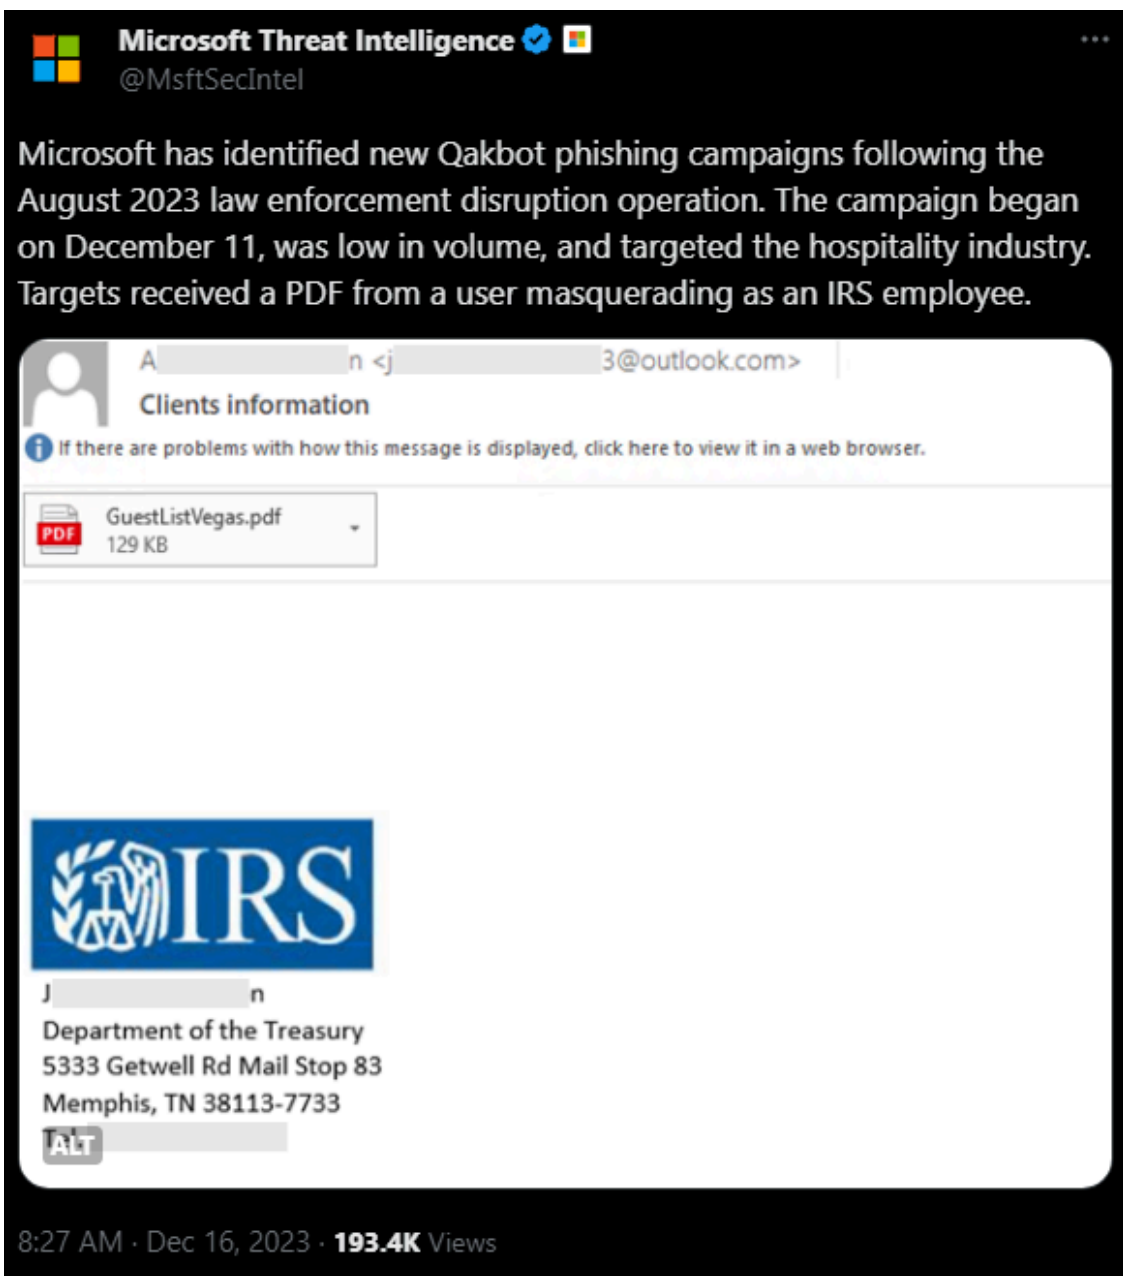 Microsoft Threat Intelligence
@MsftSecIntel
Microsoft has identified new Qakbot phishing campaigns following the
August 2023 law enforcement disruption operation. The campaign began
on December 11, was low in volume, and targeted the hospitality industry.
Targets received a PDF from a user masquerading as an IRS employee.
A n <j 3@outlook.com>
Clients information
If there are problems with how this message is displayed, click here to view it in a web browser.
PDF
GuestListVegas.pdf
129 KB
IRS
J n
Department of the Treasury
5333 Getwell Rd Mail Stop 83
Memphis, TN 38113-7733
ALT
8:27 AM · Dec 16, 2023 · 193.4K Views